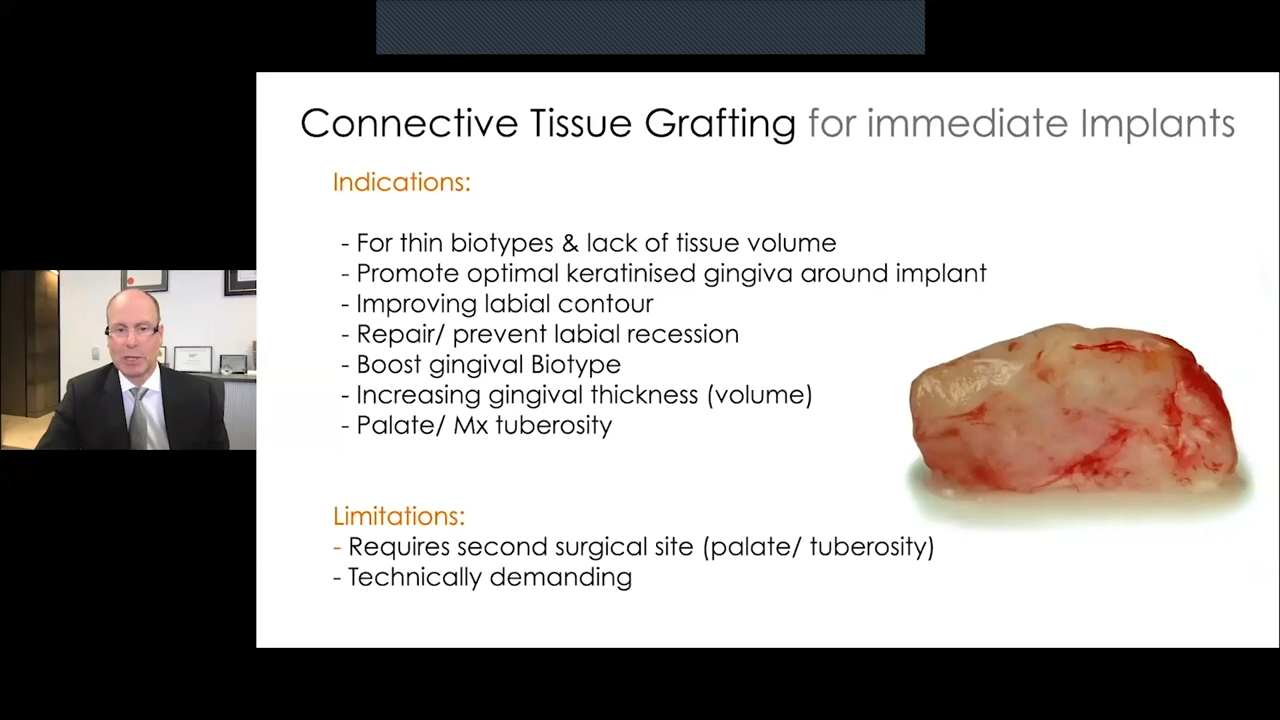 Connective Tissue Grafting for immediate Implants
Indications:
- For thin biotypes & lack of tissue volume
- Promote optimal keratinised gingiva around implant
- Improving labial contour
- Repair/ prevent labial recession
- Boost gingival Biotype
- Increasing gingival thickness (volume)
- Palate/ Mx tuberosity
Limitations:
- Requires second surgical site (palate/ tuberosity)
- Technically demanding